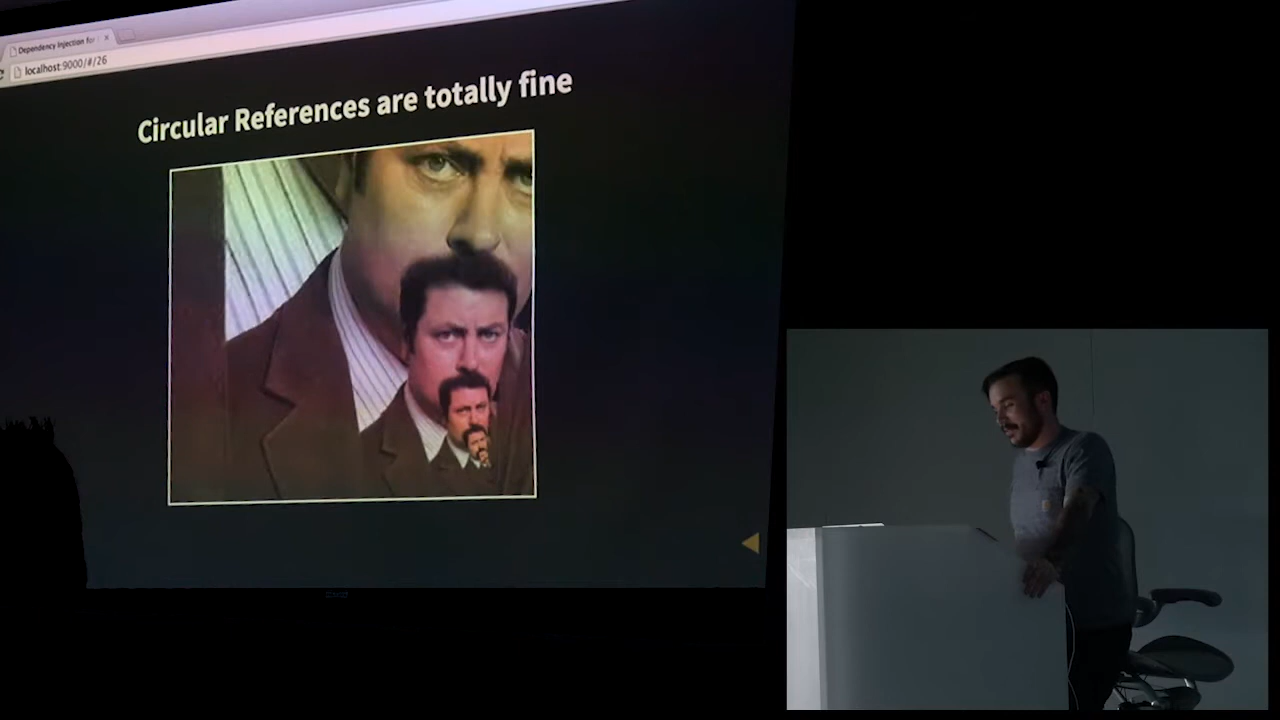 Dependency Injection for
localhost:9000/#/26
Circular References are totally fine